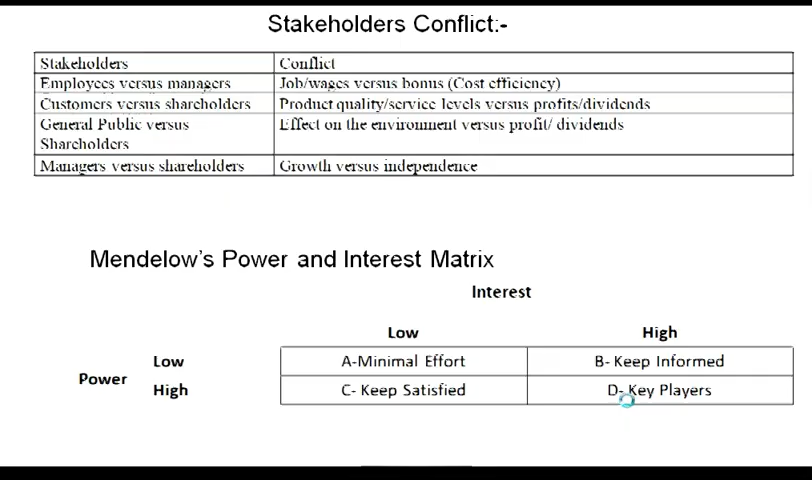 Stakeholders Conflict:-
Stakeholders Conflict
Employees versus managers Job/wages versus bonus (Cost efficiency)
Customers versus shareholders Product quality/service levels versus profits/dividends
General Public versus Effect on the environment versus profit/ dividends
Shareholders
Managers versus shareholders Growth versus independence
Mendelow's Power and Interest Matrix
Interest
Low High
Low A-Minimal Effort B- Keep Informed
Power
High C- Keep Satisfied D- Key Players